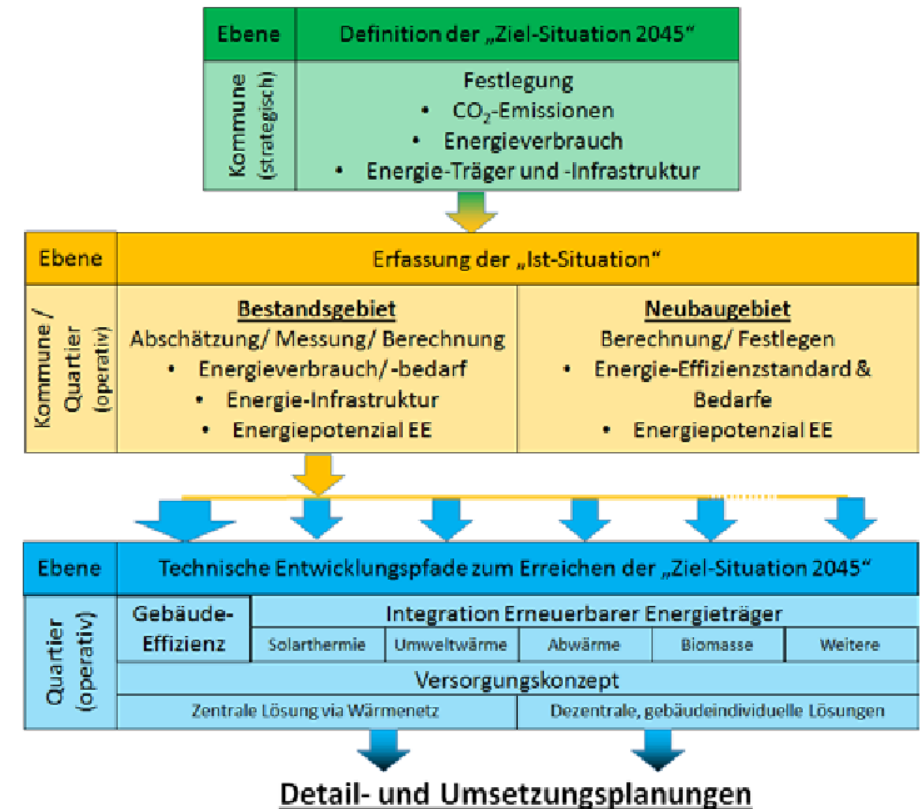 Ebene
Definition der „Ziel-Situation 2045“
Kommune
(strategisch)
Festlegung
• CO₂-Emissionen
• Energieverbrauch
• Energie-Träger und -Infrastruktur
Ebene
Erfassung der „Ist-Situation“
Kommune /
Quartier
(operativ)
Bestandsgebiet
Abschätzung/ Messung/ Berechnung
• Energieverbrauch/ -bedarf
• Energie-Infrastruktur
• Energiepotenzial EE
Neubaugebiet
Berechnung/ Festlegen
• Energie-Effizienzstandard &
Bedarfe
• Energiepotenzial EE
Ebene
Technische Entwicklungspfade zum Erreichen der „Ziel-Situation 2045“
Quartier
(operativ)
Gebäude-
Effizienz
Integration Erneuerbarer Energieträger
Solarthermie
Umweltwärme
Abwärme
Biomasse
Weitere
Versorgungskonzept
Zentrale Lösung via Wärmenetz
Dezentrale, gebäudeindividuelle Lösungen
Detail- und Umsetzungsplanungen